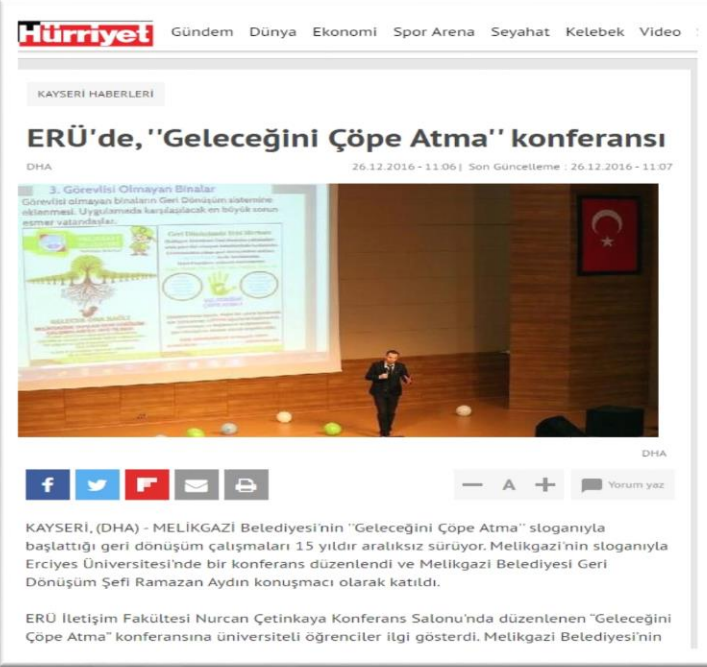 Hürriyet
Gündem Dünya Ekonomi Spor Arena Seyahat Kelebek Video
KAYSERİ HABERLERİ
ERÜ'de, ''Geleceğini Çöpe Atma'' konferansı
DHA
26.12.2016 - 11:06 | Son Güncelleme : 26.12.2016 - 11:07
3. Görevlisi Olmayan Binalar
Görevlisi olmayan binaların Geri Dönüşüm sistemine
eklenmesi. Uygulamada karşılaşılacak en büyük sorun
esmer vatandaşlar.
DHA
A
Yorum yaz
KAYSERİ, (DHA) - MELİKGAZİ Belediyesi'nin ''Geleceğini Çöpe Atma'' sloganıyla
başlattığı geri dönüşüm çalışmaları 15 yıldır aralıksız sürüyor. Melikgazi'nin sloganıyla
Erciyes Üniversitesi'nde bir konferans düzenlendi ve Melikgazi Belediyesi Geri
Dönüşüm Şefi Ramazan Aydın konuşmacı olarak katıldı.
ERÜ İletişim Fakültesi Nurcan Çetinkaya Konferans Salonu'nda düzenlenen "Geleceğini
Çöpe Atma" konferansına üniversiteli öğrenciler ilgi gösterdi. Melikgazi Belediyesi'nin